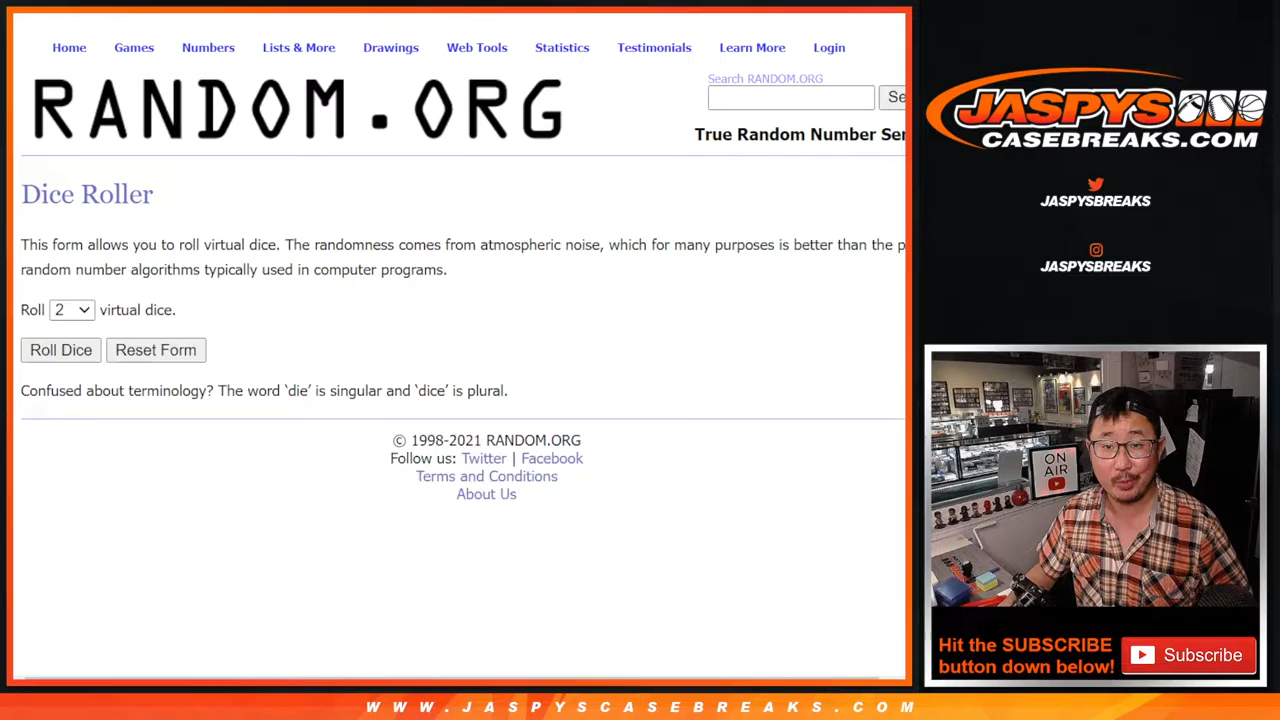 Home Games Numbers Lists & More Drawings Web Tools Statistics Testimonials Learn More Login
RANDOM.ORG
Search RANDOM.ORG
Se
True Random Number Ser
Dice Roller
This form allows you to roll virtual dice. The randomness comes from atmospheric noise, which for many purposes is better than the p
random number algorithms typically used in computer programs.
Roll 2 virtual dice.
Roll Dice Reset Form
Confused about terminology? The word ‘die’ is singular and ‘dice’ is plural.
© 1998-2021 RANDOM.ORG
Follow us: Twitter | Facebook
Terms and Conditions
About Us
JASPYS
CASEBREAKS.COM
JASPYSBREAKS
JASPYSBREAKS
ON
AIR
Hit the SUBSCRIBE
button down below!
Subscribe
WWW.JASPYSCASEBREAKS.COM